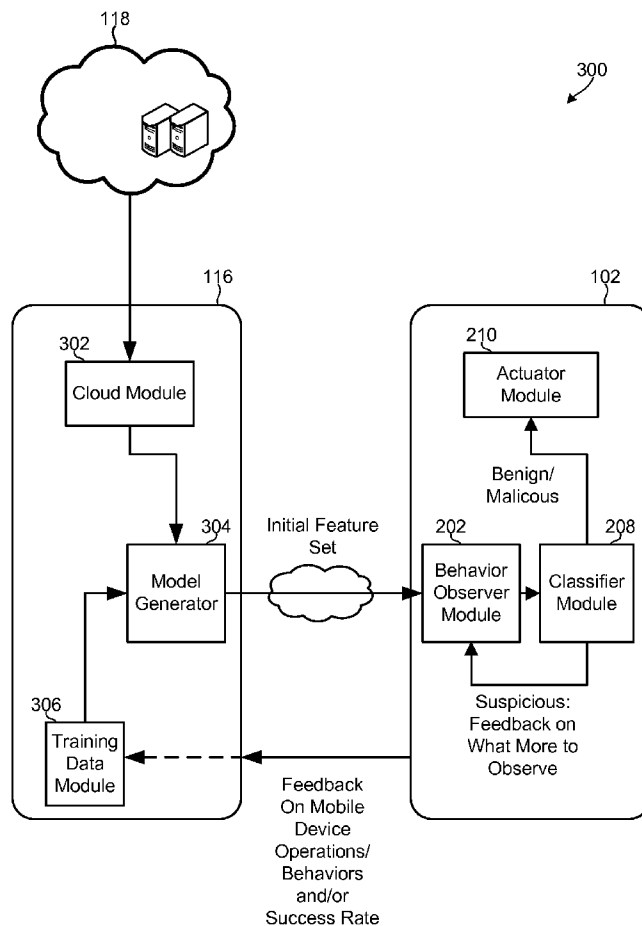 118
300
116
102
302
Cloud Module
210
Actuator
Module
Benign/
Malicous
304
Model
Generator
Initial Feature
Set
202
Behavior
Observer
Module
208
Classifier
Module
Suspicious:
Feedback on
What More to
Observe
306
Training
Data
Module
Feedback
On Mobile
Device
Operations/
Behaviors
and/or
Success Rate